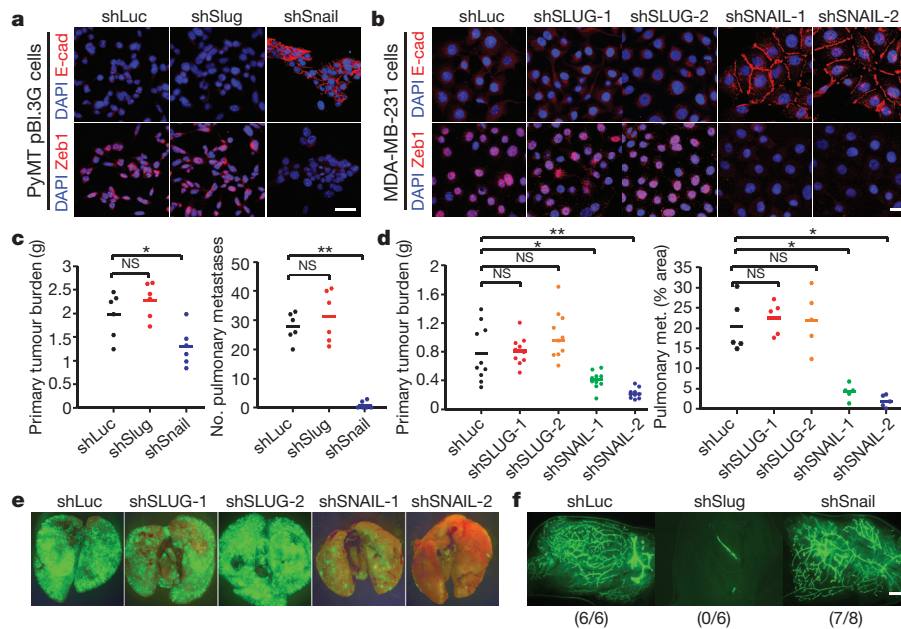 a
shLuc shSlug shSnail
PyMT pBl.3G cells
DAPI E-cad
DAPI Zeb1
b
shLuc shSLUG-1 shSLUG-2 shSNAIL-1 shSNAIL-2
MDA-MB-231 cells
DAPI E-cad
DAPI Zeb1
c
Primary tumour burden (g)
2.5
2
1.5
1
0.5
0
*
NS
shLuc
shSlug
shSnail
No. pulmonary metastases
50
40
30
20
10
0
**
NS
shLuc
shSlug
shSnail
d
Primary tumour burden (g)
2
1.6
1.2
0.8
0.4
0
**
*
NS
NS
shLuc
shSLUG-1
shSLUG-2
shSNAIL-1
shSNAIL-2
Pulmonary met. (% area)
35
30
25
20
15
10
5
0
*
*
NS
NS
shLuc
shSLUG-1
shSLUG-2
shSNAIL-1
shSNAIL-2
e
shLuc shSLUG-1 shSLUG-2 shSNAIL-1 shSNAIL-2
f
shLuc shSlug shSnail
(6/6) (0/6) (7/8)